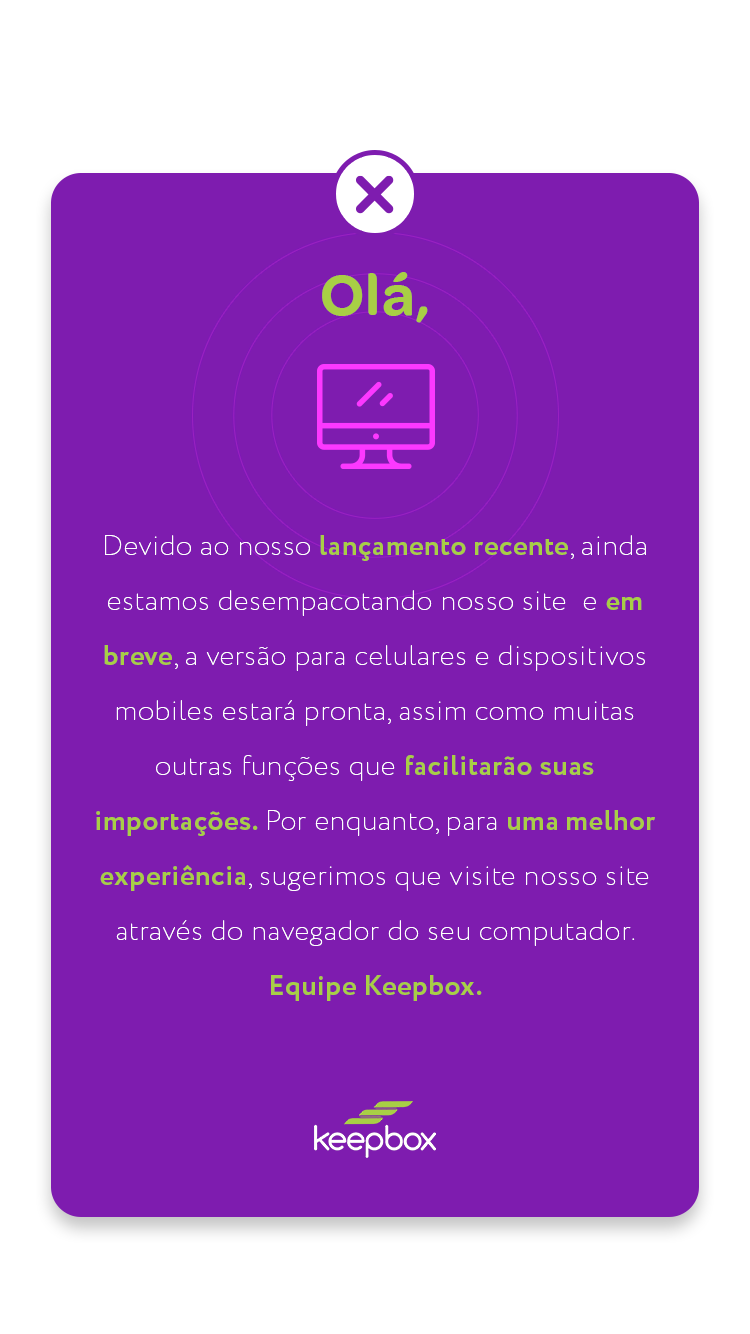 Olá,
Devido ao nosso lançamento recente, ainda
estamos desempacotando nosso site e em
breve, a versão para celulares e dispositivos
mobiles estará pronta, assim como muitas
outras funções que facilitarão suas
importações. Por enquanto, para uma melhor
experiência, sugerimos que visite nosso site
através do navegador do seu computador.
Equipe Keepbox.
keepbox